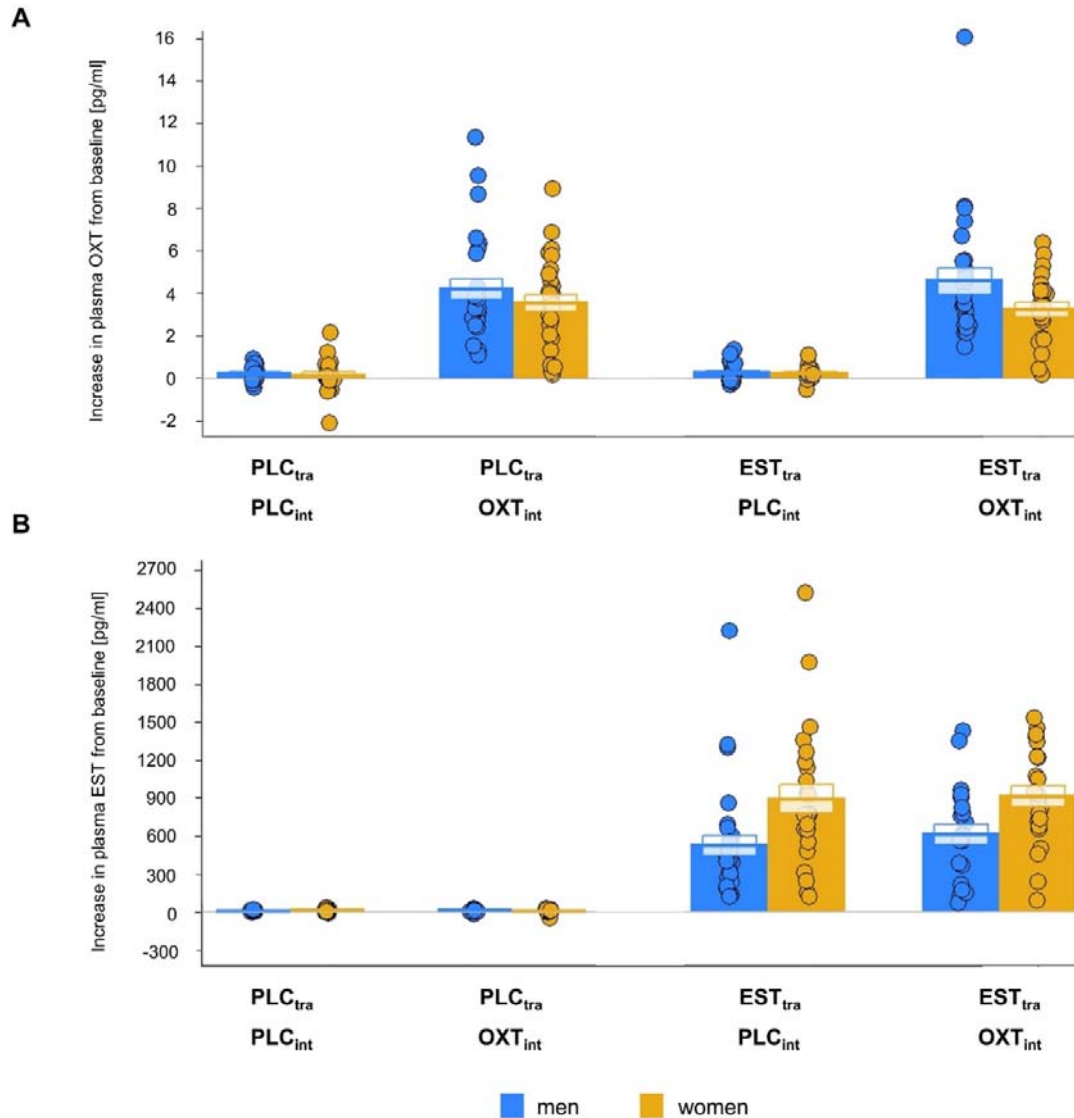 A
Increase in plasma OXT from baseline [pg/ml]
16
14
12
10
8
6
4
2
0
-2
PLCtra PLCtra ESTtra ESTtra
PLCint OXTint PLCint OXTint
B
Increase in plasma EST from baseline [pg/ml]
2700
2400
2100
1800
1500
1200
900
600
300
0
-300
PLCtra PLCtra ESTtra ESTtra
PLCint OXTint PLCint OXTint
men women